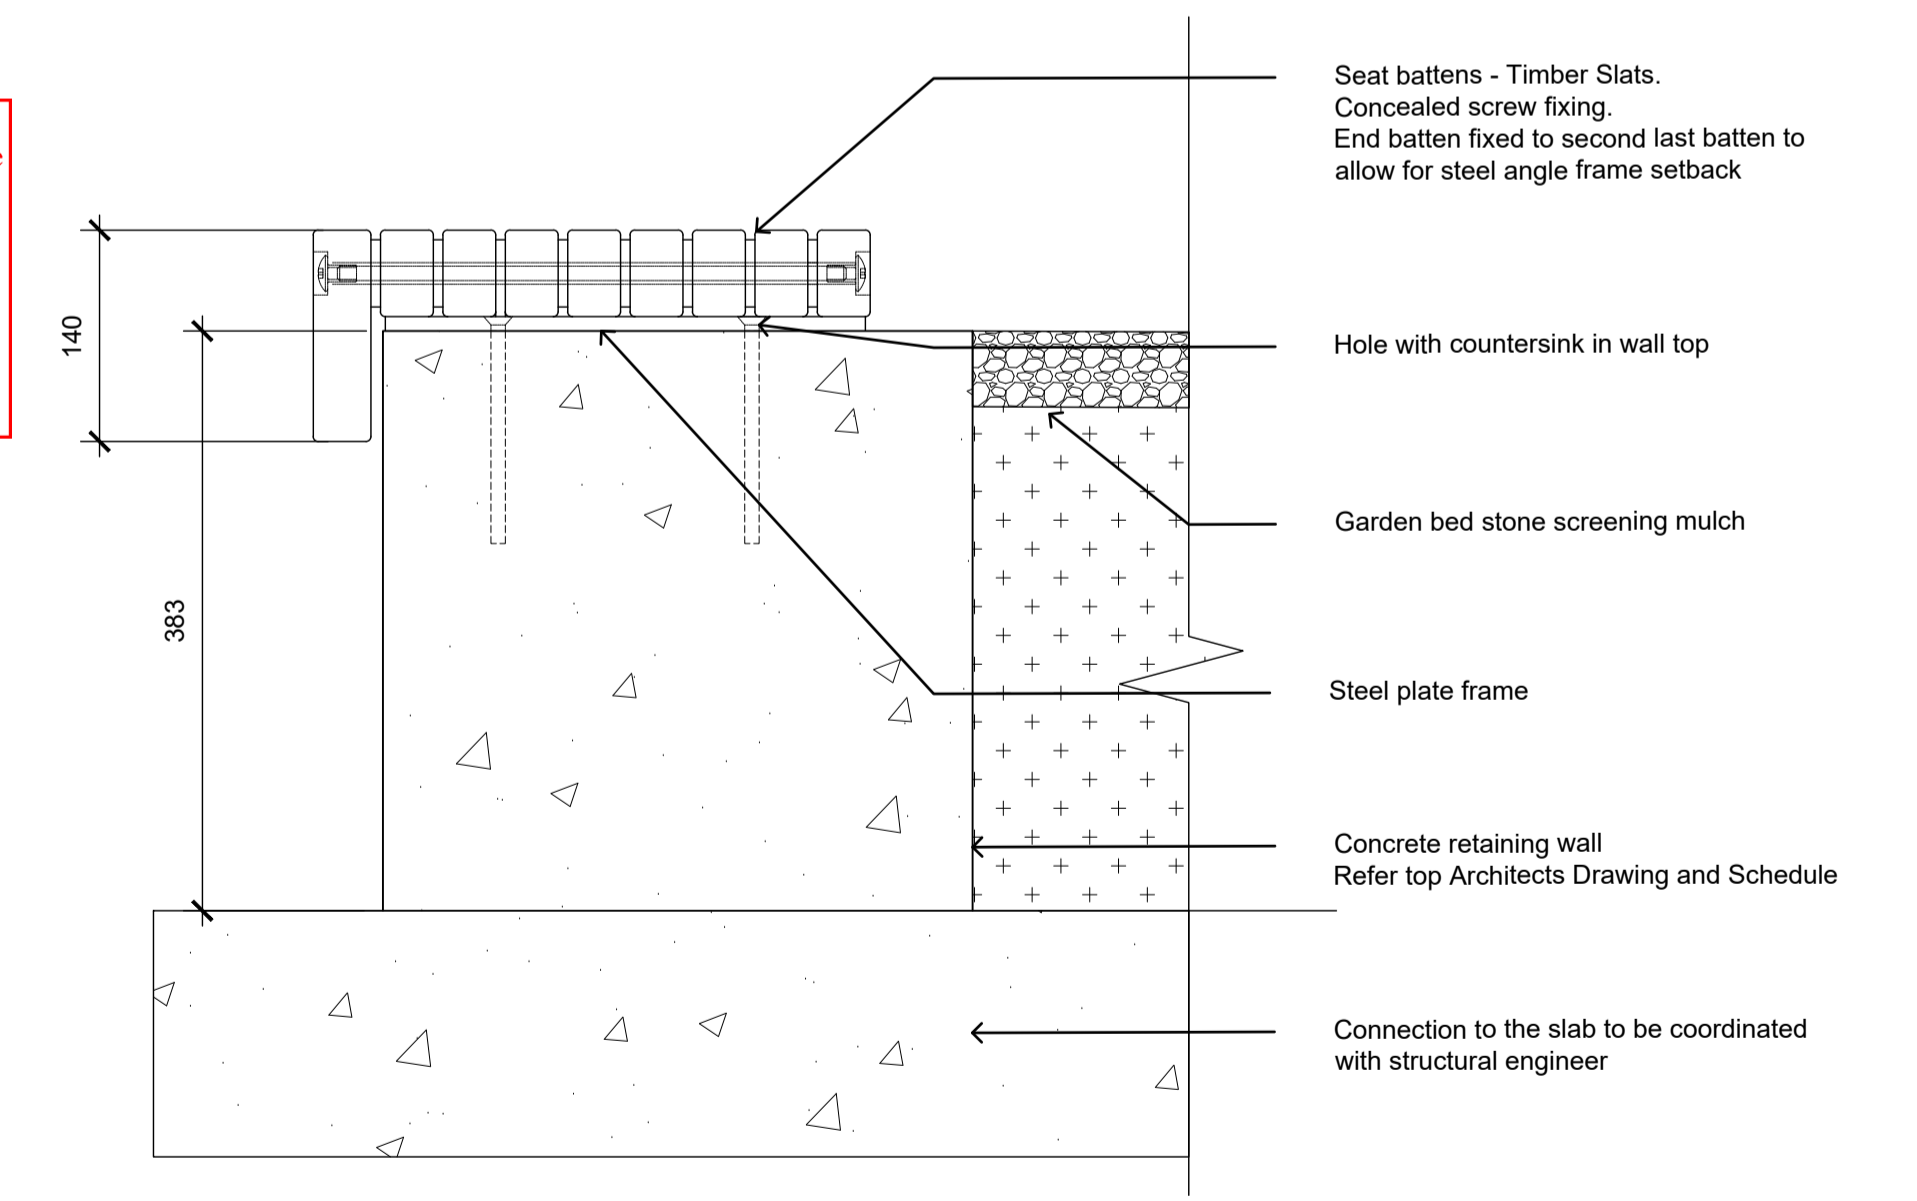 Seat battens - Timber Slats.
Concealed screw fixing.
End batten fixed to second last batten to
allow for steel angle frame setback
140
Hole with countersink in wall top
Garden bed stone screening mulch
383
Steel plate frame
Concrete retaining wall
Refer top Architects Drawing and Schedule
Connection to the slab to be coordinated
with structural engineer